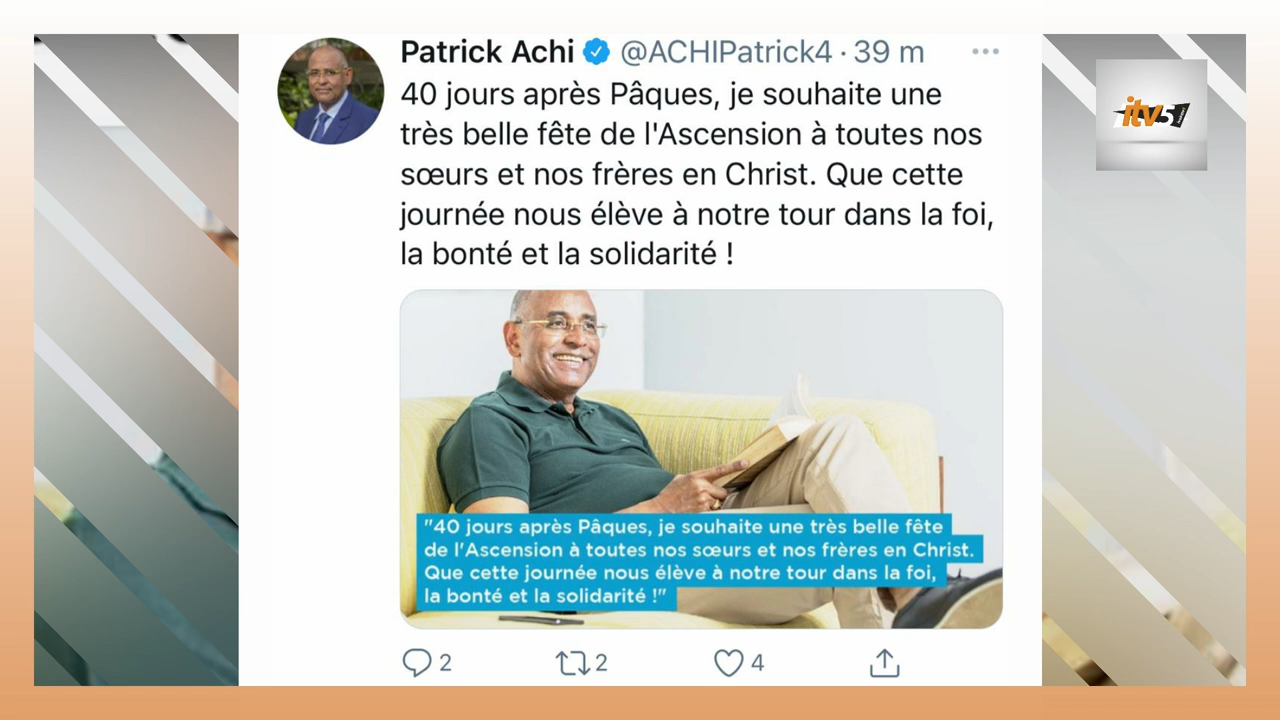 Patrick Achi @ACHIPatrick4 · 39 m
40 jours après Pâques, je souhaite une
très belle fête de l'Ascension à toutes nos
sœurs et nos frères en Christ. Que cette
journée nous élève à notre tour dans la foi,
la bonté et la solidarité !
itv5
"40 jours après Pâques, je souhaite une très belle fête
de l'Ascension à toutes nos sœurs et nos frères en Christ.
Que cette journée nous élève à notre tour dans la foi,
la bonté et la solidarité !"
2 2 4